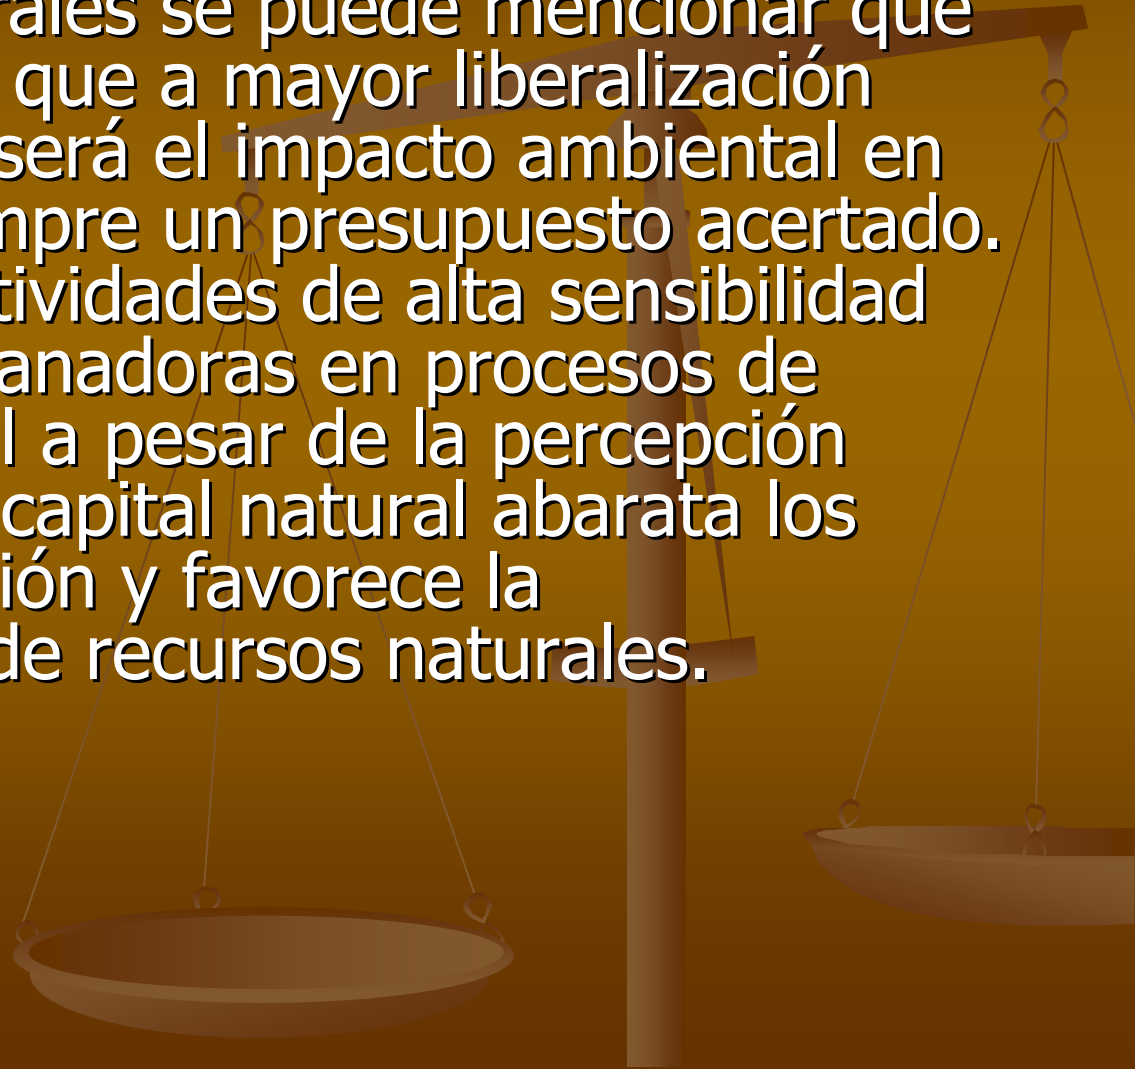 rales se puede mencionar que
que a mayor liberalización
será el impacto ambiental en
mpre un presupuesto acertado.
tividades de alta sensibilidad
anadoras en procesos de
l a pesar de la percepción
capital natural abarata los
ión y favorece la
de recursos naturales.